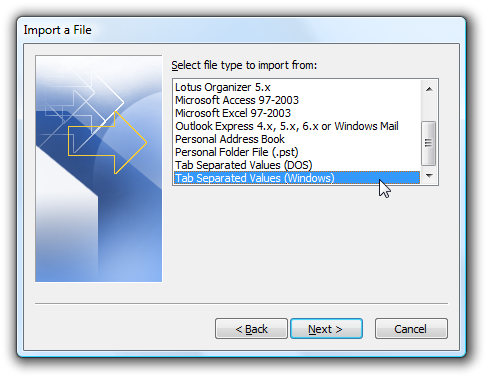 Import a File
Select file type to import from:
Lotus Organizer 5.x
Microsoft Access 97-2003
Microsoft Excel 97-2003
Outlook Express 4.x, 5.x, 6.x or Windows Mail
Personal Address Book
Personal Folder File (.pst)
Tab Separated Values (DOS)
Tab Separated Values (Windows)
< Back Next > Cancel